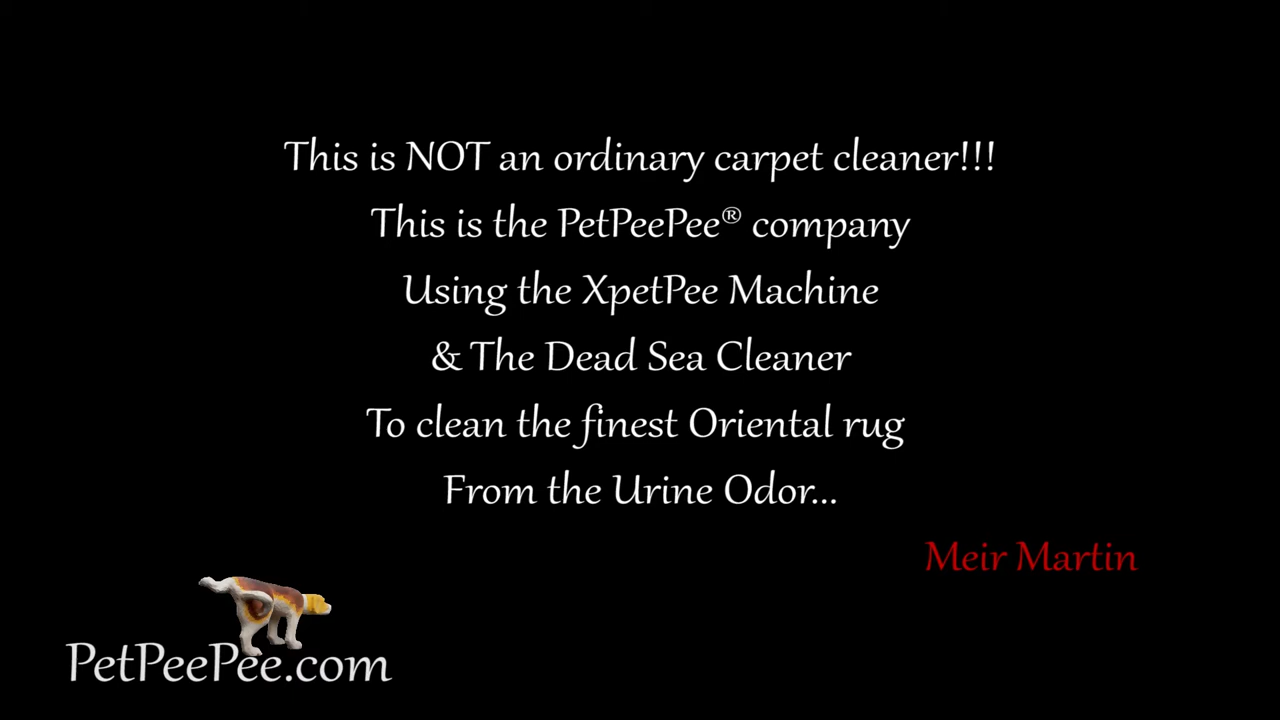 This is NOT an ordinary carpet cleaner!!!
This is the PetPeePee® company
Using the XpetPee Machine
& The Dead Sea Cleaner
To clean the finest Oriental rug
From the Urine Odor...
Meir Martin
PetPeePee.com